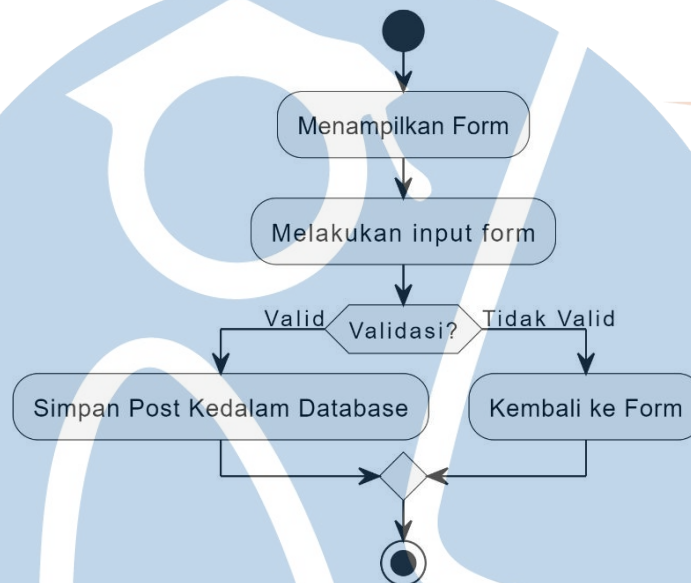 Menampilkan Form
Melakukan input form
Valid
Validasi?
Tidak Valid
Simpan Post Kedalam Database
Kembali ke Form